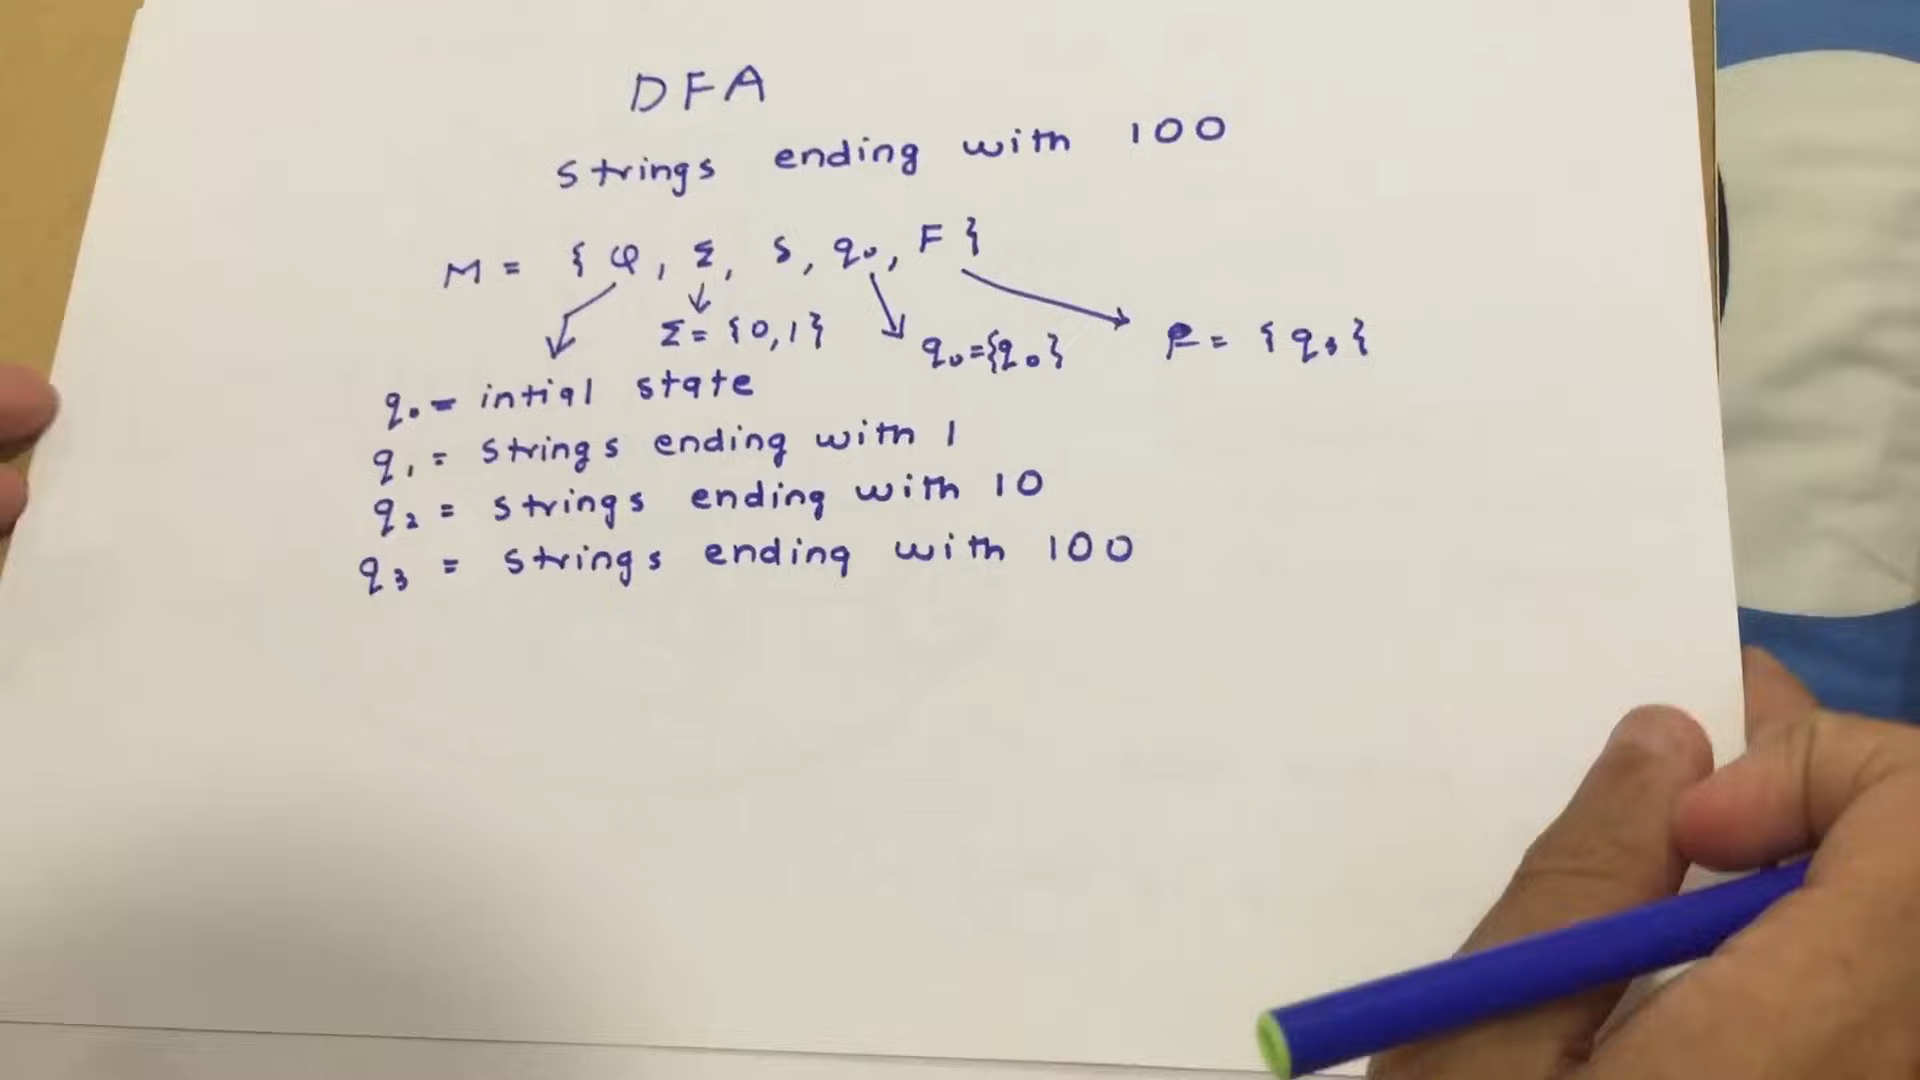 DFA
strings ending with 100
M = { φ, Σ, δ, q0, F }
Σ = {0,1}
q0={q0}
F = {q3}
q0 = intial state
q1 = strings ending with 1
q2 = strings ending with 10
q3 = strings ending with 100